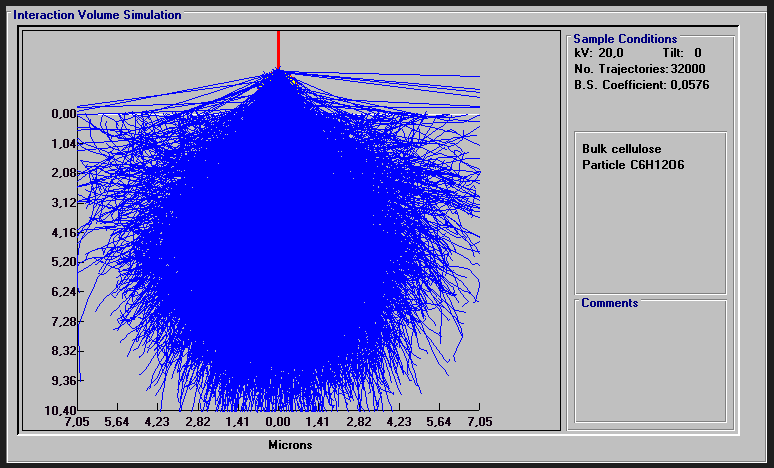 Interaction Volume Simulation
Sample Conditions
kV: 20,0 Tilt: 0
No. Trajectories: 32000
B.S. Coefficient: 0,0576
Bulk cellulose
Particle C6H12O6
Comments
0,00
1,04
2,08
3,12
4,16
5,20
6,24
7,28
8,32
9,36
10,40
7,05 5,64 4,23 2,82 1,41 0,00 1,41 2,82 4,23 5,64 7,05
Microns